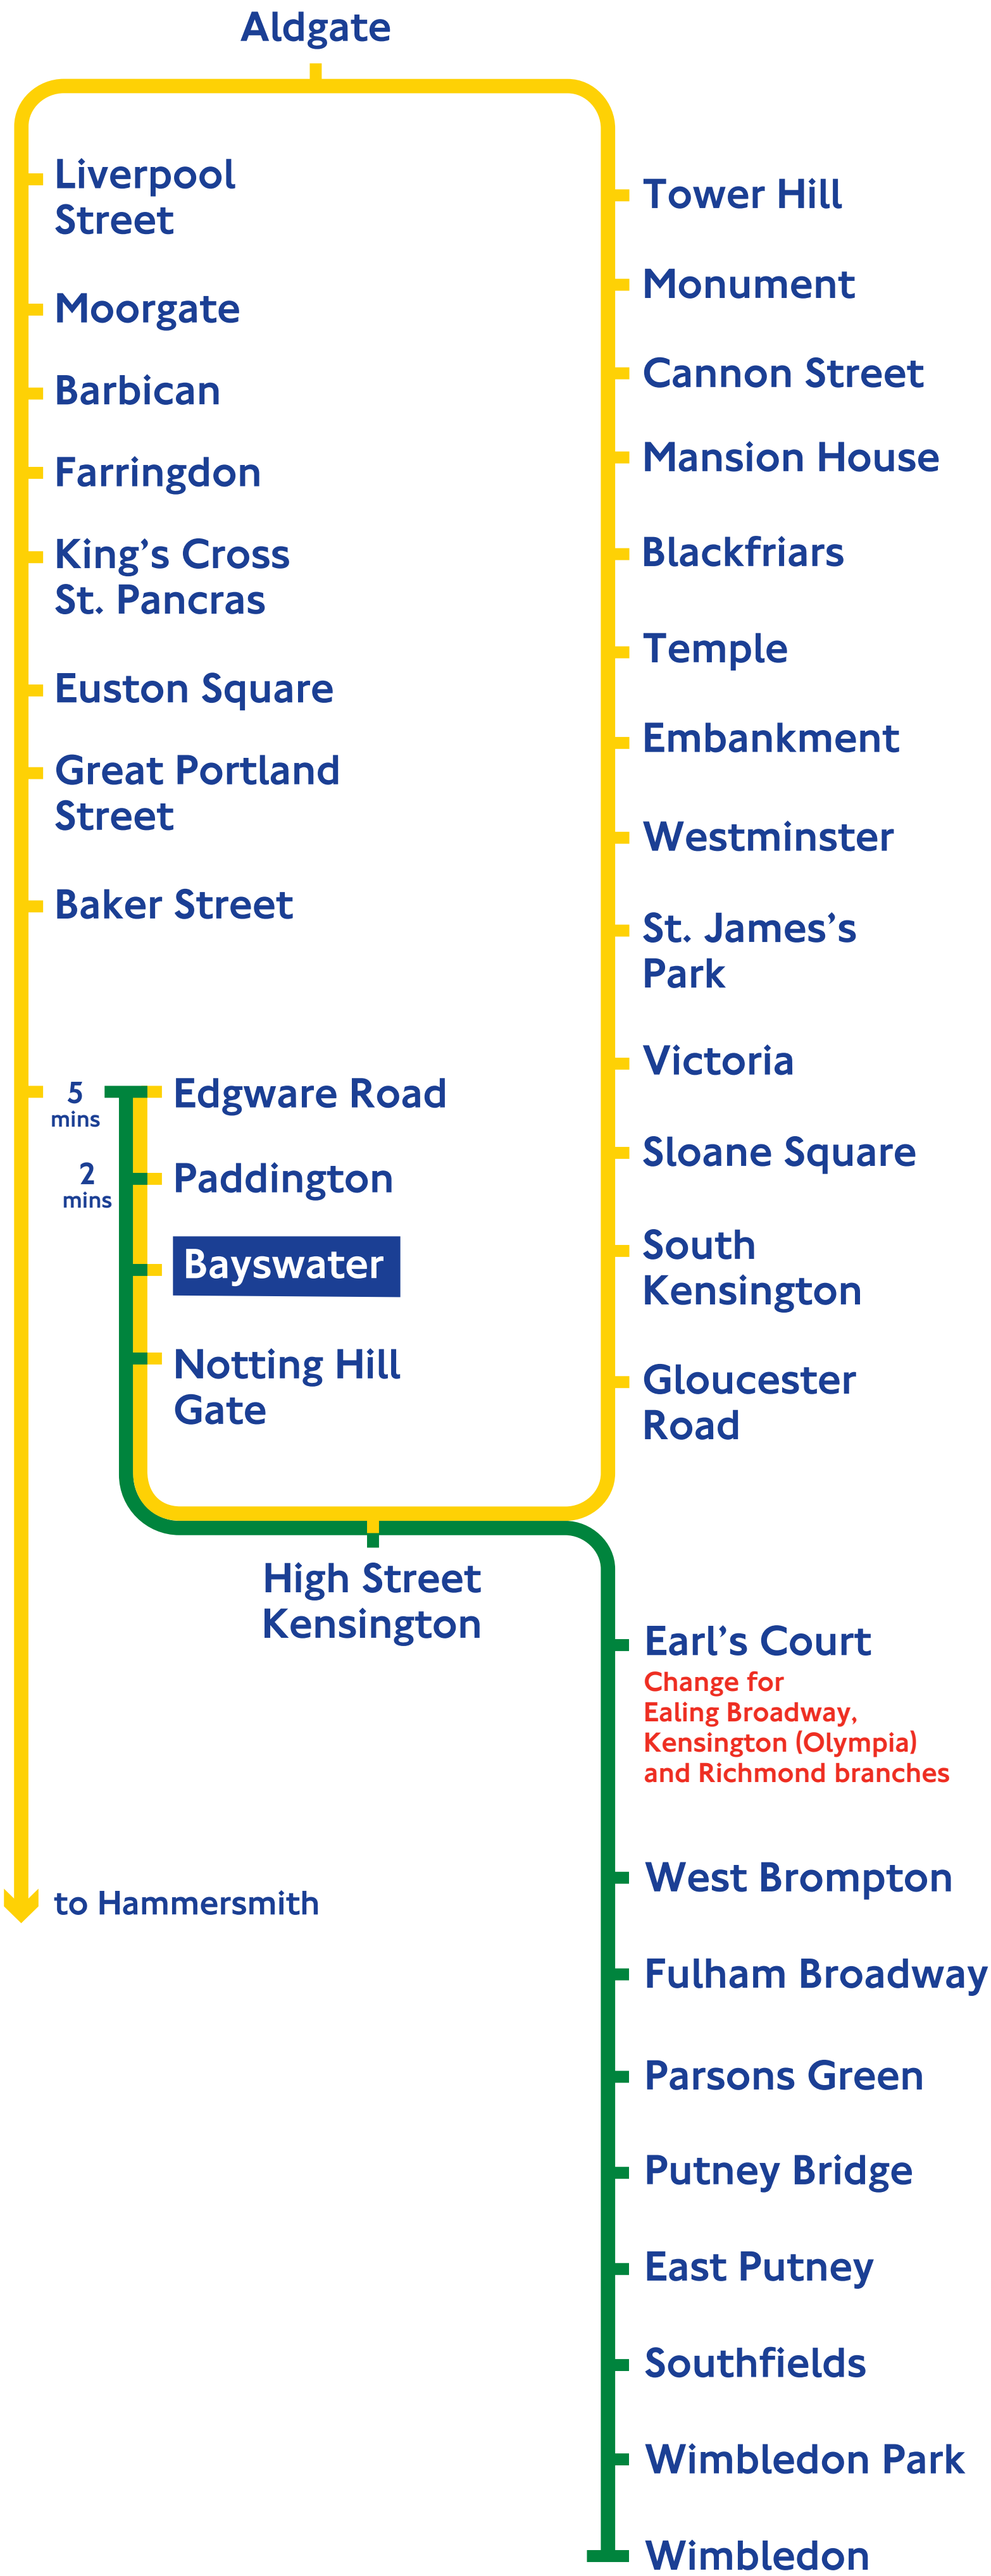 Aldgate
Liverpool
Street
Moorgate
Barbican
Farringdon
King’s Cross
St. Pancras
Euston Square
Great Portland
Street
Baker Street
5
mins
Edgware Road
2
mins
Paddington
Bayswater
Notting Hill
Gate
High Street
Kensington
to Hammersmith
Tower Hill
Monument
Cannon Street
Mansion House
Blackfriars
Temple
Embankment
Westminster
St. James’s
Park
Victoria
Sloane Square
South
Kensington
Gloucester
Road
Earl’s Court
Change for
Ealing Broadway,
Kensington (Olympia)
and Richmond branches
West Brompton
Fulham Broadway
Parsons Green
Putney Bridge
East Putney
Southfields
Wimbledon Park
Wimbledon